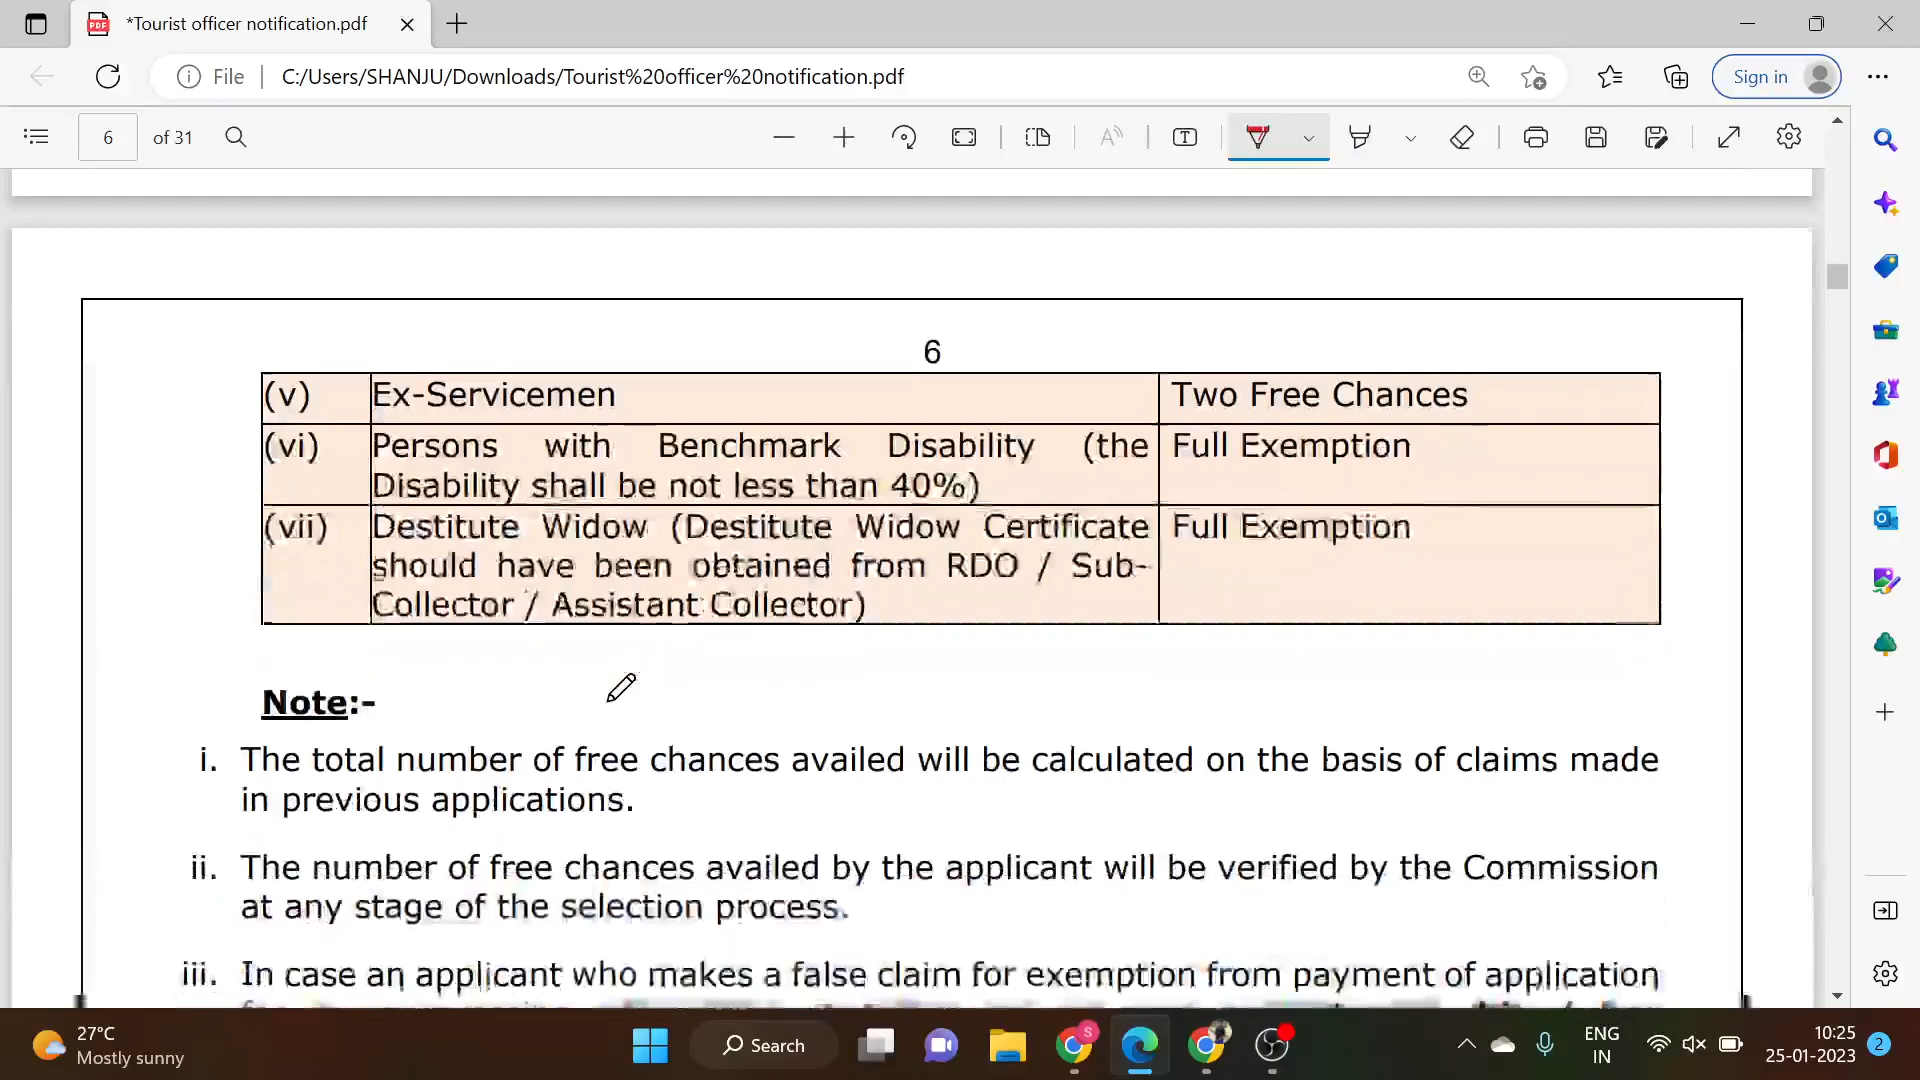 *Tourist officer notification.pdf
File
C:/Users/SHANJU/Downloads/Tourist%20officer%20notification.pdf
Sign in
6 of 31
6
(v) Ex-Servicemen Two Free Chances
(vi) Persons with Benchmark Disability (the Full Exemption
Disability shall be not less than 40%)
(vii) Destitute Widow (Destitute Widow Certificate Full Exemption
should have been obtained from RDO / Sub-
Collector / Assistant Collector)
Note:-
i. The total number of free chances availed will be calculated on the basis of claims made
in previous applications.
ii. The number of free chances availed by the applicant will be verified by the Commission
at any stage of the selection process.
iii. In case an applicant who makes a false claim for exemption from payment of application
27°C
Mostly sunny
Search
ENG
IN
10:25
25-01-2023
2